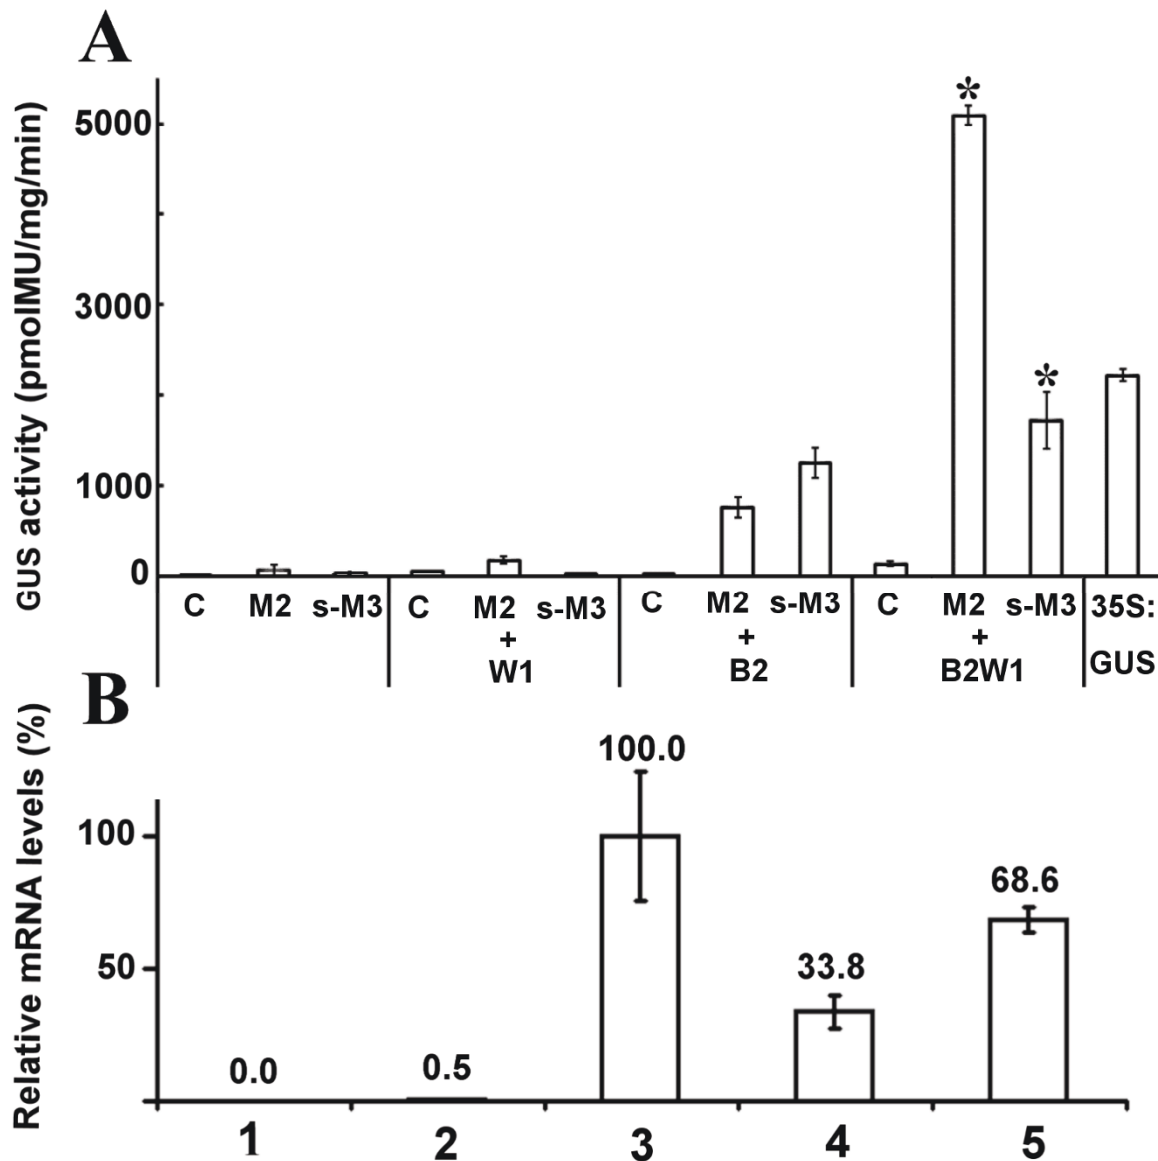 A
GUS activity (pmolMU/mg/min)
5000
3000
1000
0
*
*
C M2 s-M3 C M2 s-M3 C M2 s-M3 C M2 s-M3 35S:
+ + +
W1 B2 B2W1 GUS
B
Relative mRNA levels (%)
100
50
0.0
0.5
100.0
33.8
68.6
1 2 3 4 5